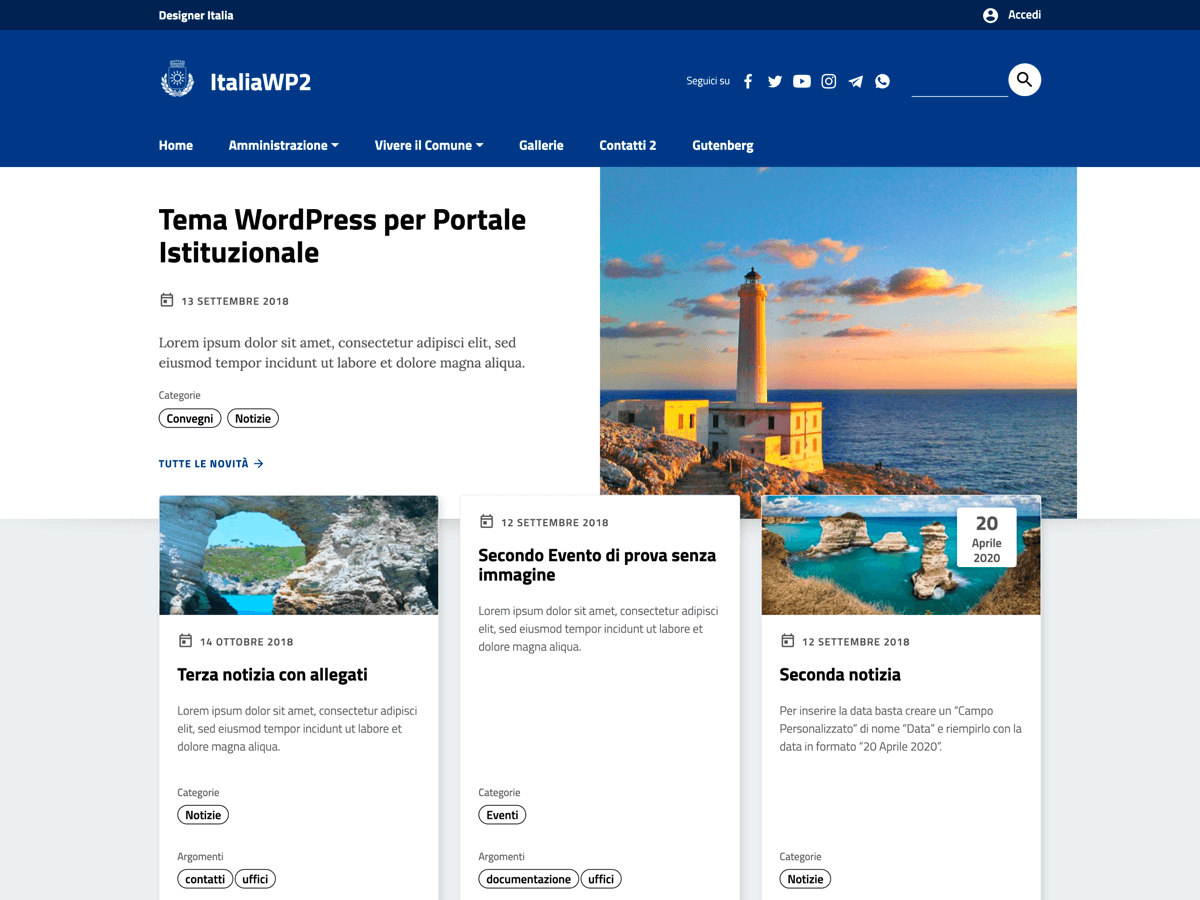 Designer Italia
Accedi
ItaliaWP2
Seguici su
Home
Amministrazione
Vivere il Comune
Gallerie
Contatti 2
Gutenberg
Tema WordPress per Portale
Istituzionale
13 SETTEMBRE 2018
Lorem ipsum dolor sit amet, consectetur adipisci elit, sed
eiusmod tempor incidunt ut labore et dolore magna aliqua.
Categorie
Convegni
Notizie
TUTTE LE NOVITÀ
14 OTTOBRE 2018
Terza notizia con allegati
Lorem ipsum dolor sit amet, consectetur adipisci
elit, sed eiusmod tempor incidunt ut labore et
dolore magna aliqua.
Categorie
Notizie
Argomenti
contatti
uffici
12 SETTEMBRE 2018
Secondo Evento di prova senza
immagine
Lorem ipsum dolor sit amet, consectetur adipisci
elit, sed eiusmod tempor incidunt ut labore et
dolore magna aliqua.
Categorie
Eventi
Argomenti
documentazione
uffici
20
Aprile
2020
12 SETTEMBRE 2018
Seconda notizia
Per inserire la data basta creare un “Campo
Personalizzato” di nome “Data” e riempirlo con la
data in formato “20 Aprile 2020”.
Categorie
Notizie